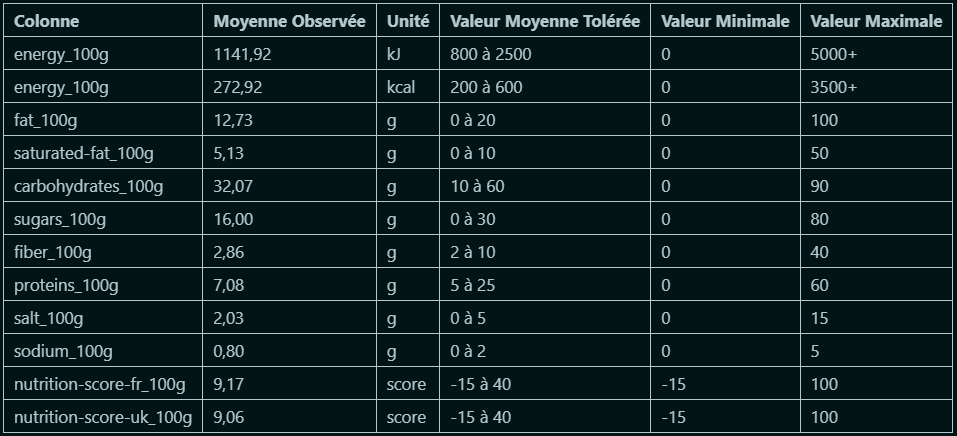 Colonne Moyenne Observée Unité Valeur Moyenne Tolérée Valeur Minimale Valeur Maximale
energy_100g 1141,92 kJ 800 à 2500 0 5000+
energy_100g 272,92 kcal 200 à 600 0 3500+
fat_100g 12,73 g 0 à 20 0 100
saturated-fat_100g 5,13 g 0 à 10 0 50
carbohydrates_100g 32,07 g 10 à 60 0 90
sugars_100g 16,00 g 0 à 30 0 80
fiber_100g 2,86 g 2 à 10 0 40
proteins_100g 7,08 g 5 à 25 0 60
salt_100g 2,03 g 0 à 5 0 15
sodium_100g 0,80 g 0 à 2 0 5
nutrition-score-fr_100g 9,17 score -15 à 40 -15 100
nutrition-score-uk_100g 9,06 score -15 à 40 -15 100